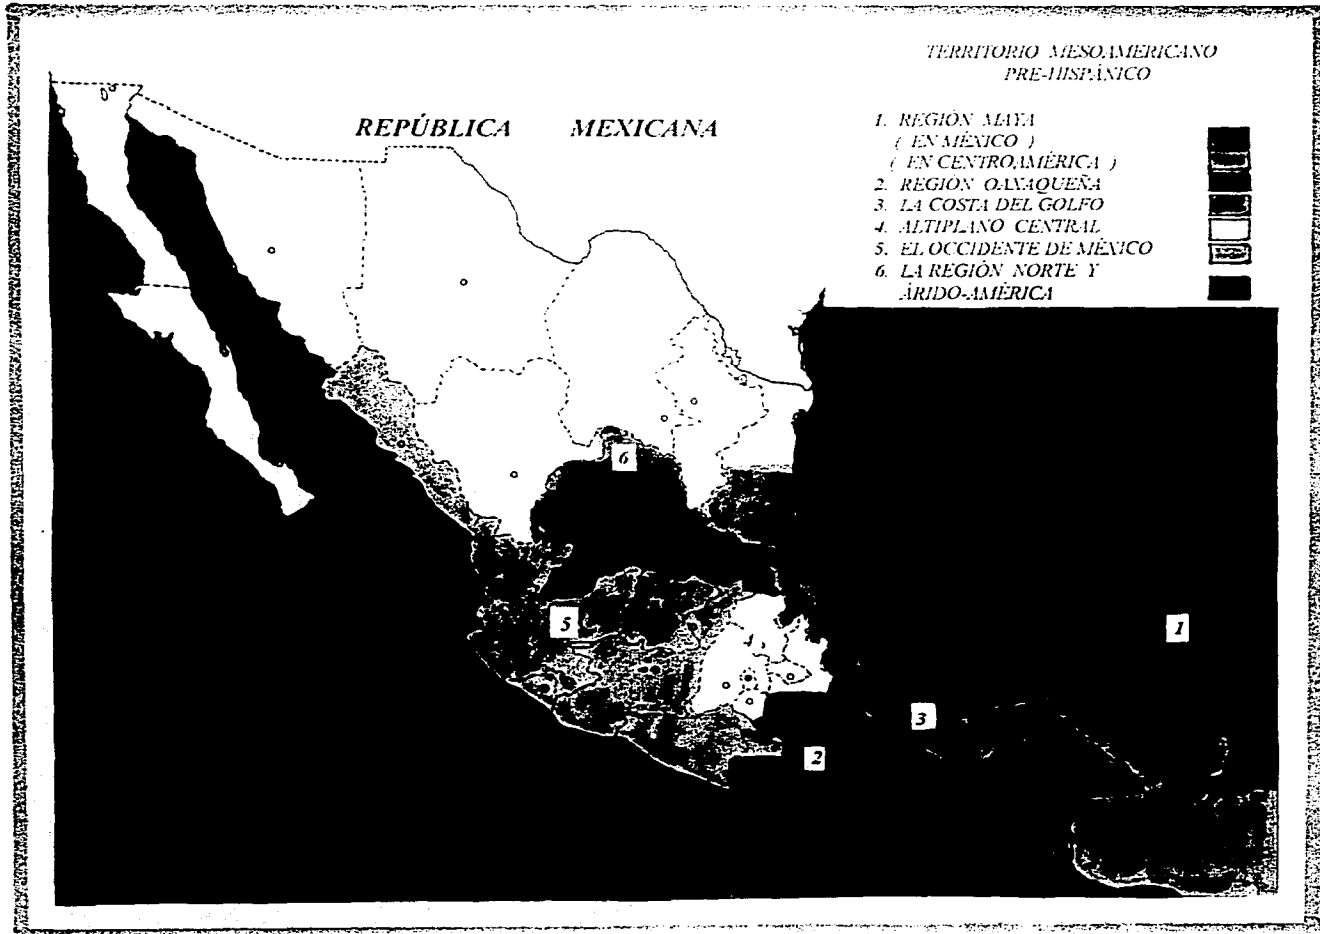 TERRITORIO MESOAMERICANO
PRE-HISPÁNICO
REPÚBLICA MEXICANA
1. REGIÓN MAYA
( EN MÉXICO )
( EN CENTROAMÉRICA )
2. REGIÓN OAXAQUEÑA
3. LA COSTA DEL GOLFO
4. ALTIPLANO CENTRAL
5. EL OCCIDENTE DE MÉXICO
6. LA REGIÓN NORTE Y
ÁRIDO-AMÉRICA
6
5
4
1
3
2